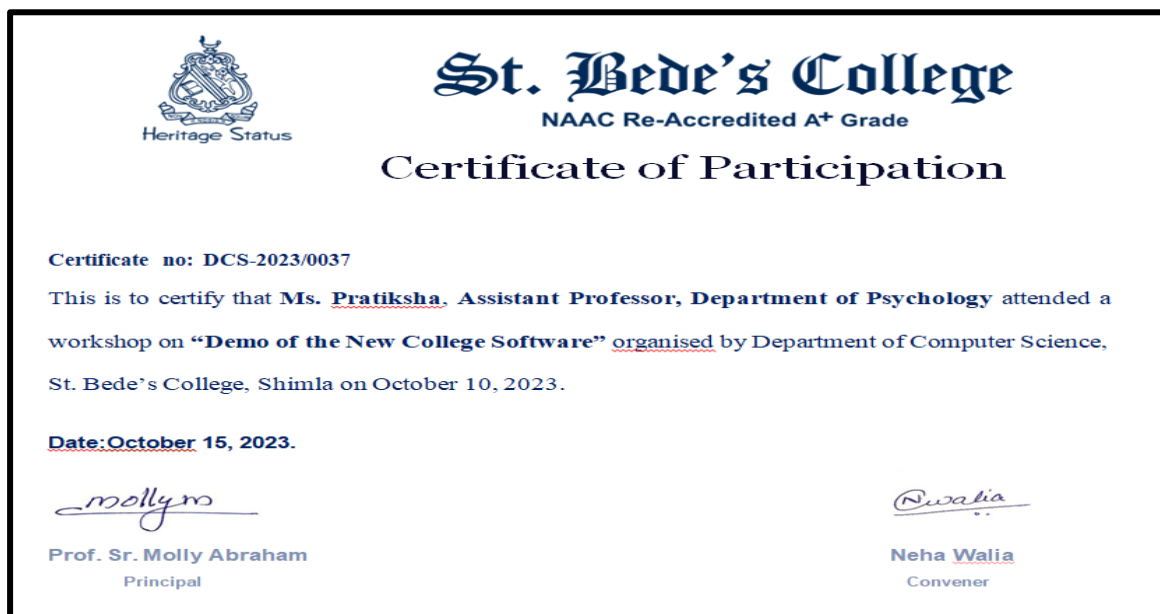 St. Bede's College
NAAC Re-Accredited A+ Grade
Heritage Status
Certificate of Participation
Certificate no: DCS-2023/0037
This is to certify that Ms. Pratiksha, Assistant Professor, Department of Psychology attended a
workshop on “Demo of the New College Software” organised by Department of Computer Science,
St. Bede’s College, Shimla on October 10, 2023.
Date:October 15, 2023.
mollym
Nwalia
Prof. Sr. Molly Abraham
Neha Walia
Principal
Convener